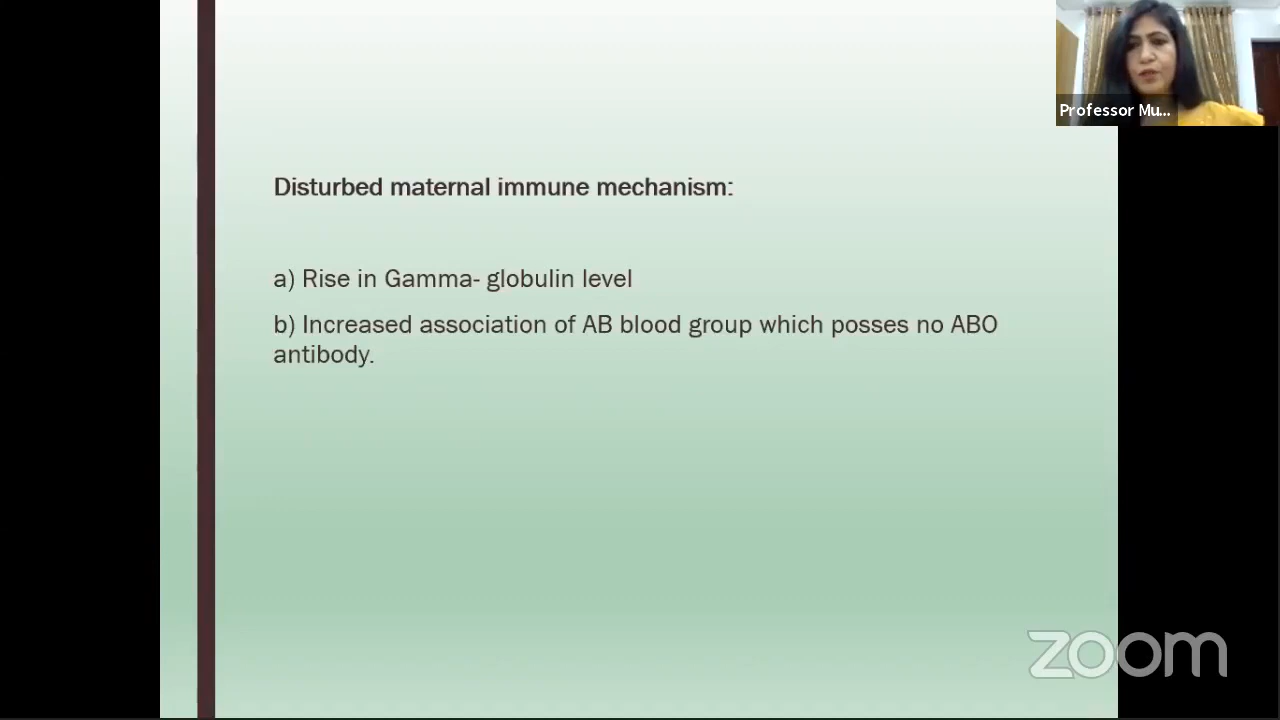 Professor Mu...
Disturbed maternal immune mechanism:
a) Rise in Gamma- globulin level
b) Increased association of AB blood group which posses no ABO
antibody.
zoom